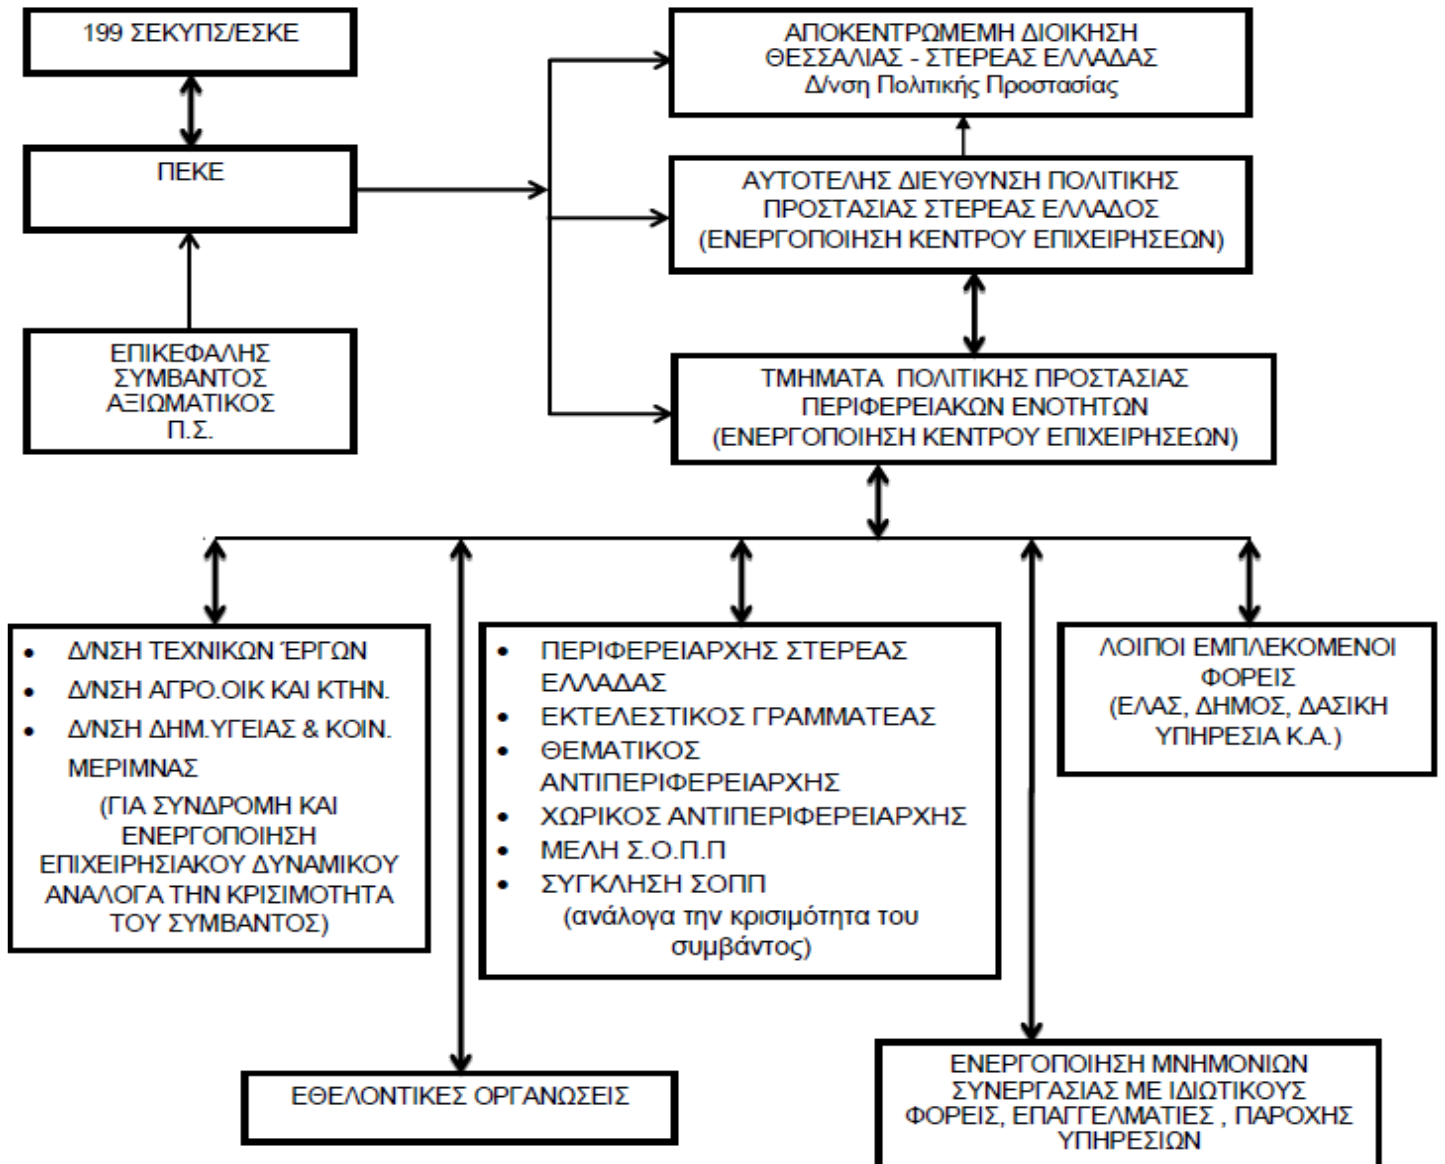 199 ΣΕΚΥΠΣ/ΕΣΚΕ
ΑΠΟΚΕΝΤΡΩΜΕΜΗ ΔΙΟΙΚΗΣΗ
ΘΕΣΣΑΛΙΑΣ - ΣΤΕΡΕΑΣ ΕΛΛΑΔΑΣ
Δ/νση Πολιτικής Προστασίας
ΠΕΚΕ
ΑΥΤΟΤΕΛΗΣ ΔΙΕΥΘΥΝΣΗ ΠΟΛΙΤΙΚΗΣ
ΠΡΟΣΤΑΣΙΑΣ ΣΤΕΡΕΑΣ ΕΛΛΑΔΟΣ
(ΕΝΕΡΓΟΠΟΙΗΣΗ ΚΕΝΤΡΟΥ ΕΠΙΧΕΙΡΗΣΕΩΝ)
ΕΠΙΚΕΦΑΛΗΣ
ΣΥΜΒΑΝΤΟΣ
ΑΞΙΩΜΑΤΙΚΟΣ
Π.Σ.
ΤΜΗΜΑΤΑ ΠΟΛΙΤΙΚΗΣ ΠΡΟΣΤΑΣΙΑΣ
ΠΕΡΙΦΕΡΕΙΑΚΩΝ ΕΝΟΤΗΤΩΝ
(ΕΝΕΡΓΟΠΟΙΗΣΗ ΚΕΝΤΡΟΥ ΕΠΙΧΕΙΡΗΣΕΩΝ)
• Δ/ΝΣΗ ΤΕΧΝΙΚΩΝ ΈΡΓΩΝ
• Δ/ΝΣΗ ΑΓΡΟ.ΟΙΚ ΚΑΙ ΚΤΗΝ.
• Δ/ΝΣΗ ΔΗΜ.ΥΓΕΙΑΣ & ΚΟΙΝ.
ΜΕΡΙΜΝΑΣ
(ΓΙΑ ΣΥΝΔΡΟΜΗ ΚΑΙ
ΕΝΕΡΓΟΠΟΙΗΣΗ
ΕΠΙΧΕΙΡΗΣΙΑΚΟΥ ΔΥΝΑΜΙΚΟΥ
ΑΝΑΛΟΓΑ ΤΗΝ ΚΡΙΣΙΜΟΤΗΤΑ
ΤΟΥ ΣΥΜΒΑΝΤΟΣ)
• ΠΕΡΙΦΕΡΕΙΑΡΧΗΣ ΣΤΕΡΕΑΣ
ΕΛΛΑΔΑΣ
• ΕΚΤΕΛΕΣΤΙΚΟΣ ΓΡΑΜΜΑΤΕΑΣ
• ΘΕΜΑΤΙΚΟΣ
ΑΝΤΙΠΕΡΙΦΕΡΕΙΑΡΧΗΣ
• ΧΩΡΙΚΟΣ ΑΝΤΙΠΕΡΙΦΕΡΕΙΑΡΧΗΣ
• ΜΕΛΗ Σ.Ο.Π.Π
• ΣΥΓΚΛΗΣΗ ΣΟΠΠ
(ανάλογα την κρισιμότητα του
συμβάντος)
ΛΟΙΠΟΙ ΕΜΠΛΕΚΟΜΕΝΟΙ
ΦΟΡΕΙΣ
(ΕΛΑΣ, ΔΗΜΟΣ, ΔΑΣΙΚΗ
ΥΠΗΡΕΣΙΑ Κ.Α.)
ΕΘΕΛΟΝΤΙΚΕΣ ΟΡΓΑΝΩΣΕΙΣ
ΕΝΕΡΓΟΠΟΙΗΣΗ ΜΝΗΜΟΝΙΩΝ
ΣΥΝΕΡΓΑΣΙΑΣ ΜΕ ΙΔΙΩΤΙΚΟΥΣ
ΦΟΡΕΙΣ, ΕΠΑΓΓΕΛΜΑΤΙΕΣ , ΠΑΡΟΧΗΣ
ΥΠΗΡΕΣΙΩΝ